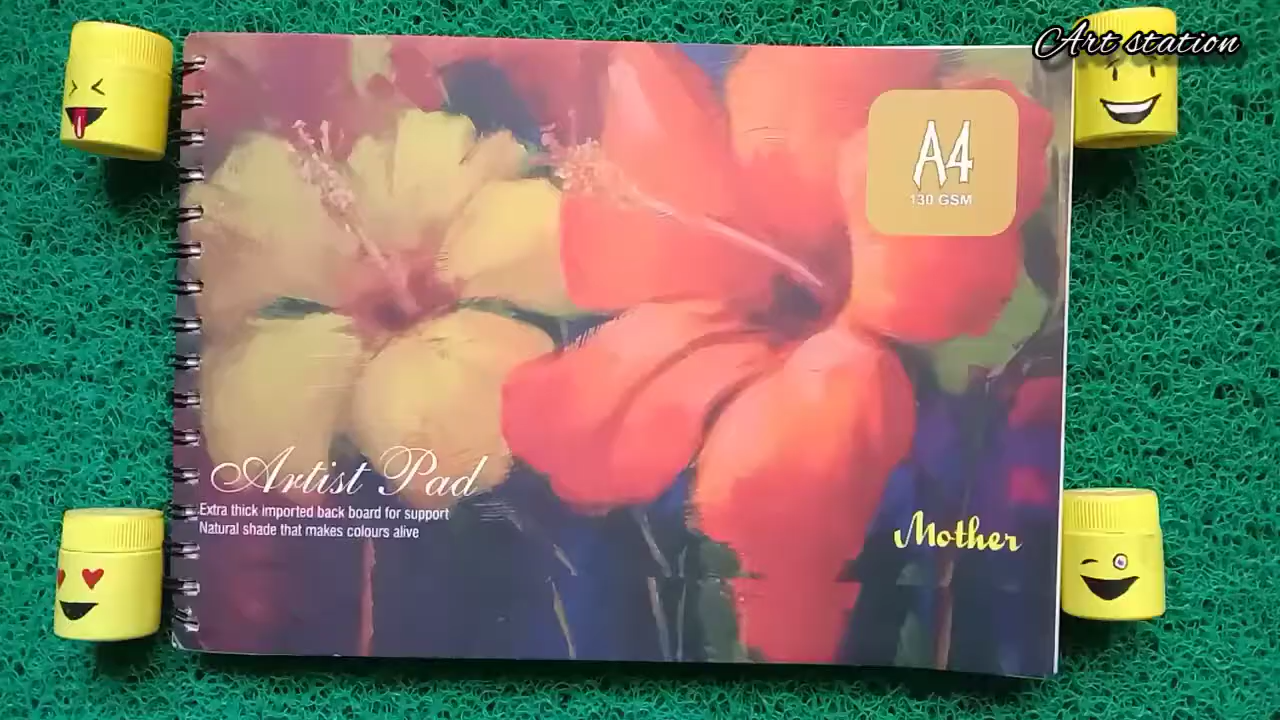 Art station
A4
130 GSM
Artist Pad
Extra thick imported back board for support
Natural shade that makes colours alive
Mother